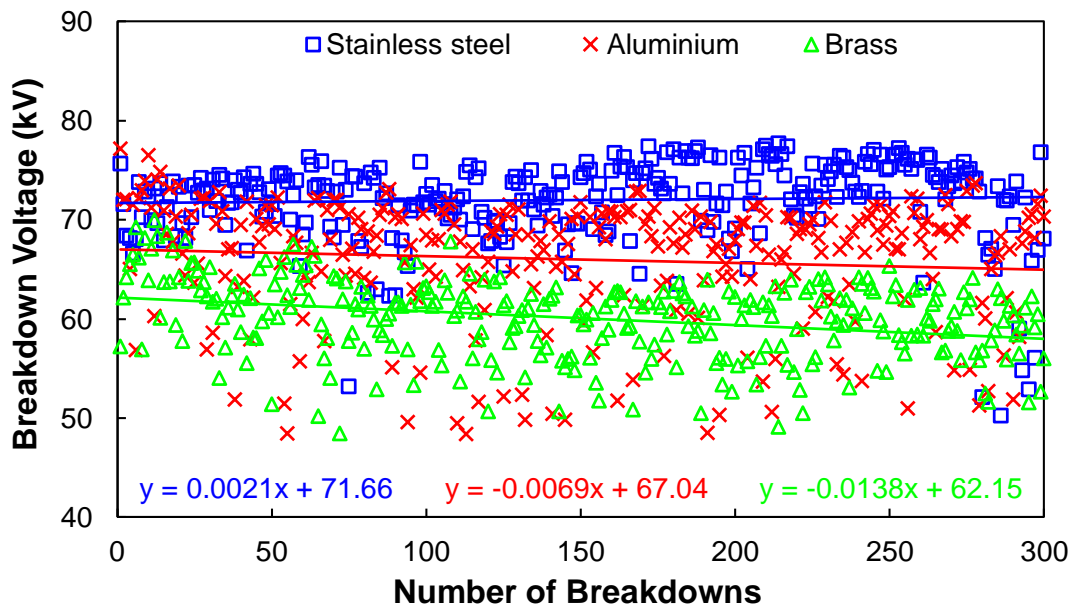 Stainless steel Aluminium Brass
90
80
70
60
50
40
Breakdown Voltage (kV)
y = 0.0021x + 71.66 y = -0.0069x + 67.04 y = -0.0138x + 62.15
0 50 100 150 200 250 300
Number of Breakdowns